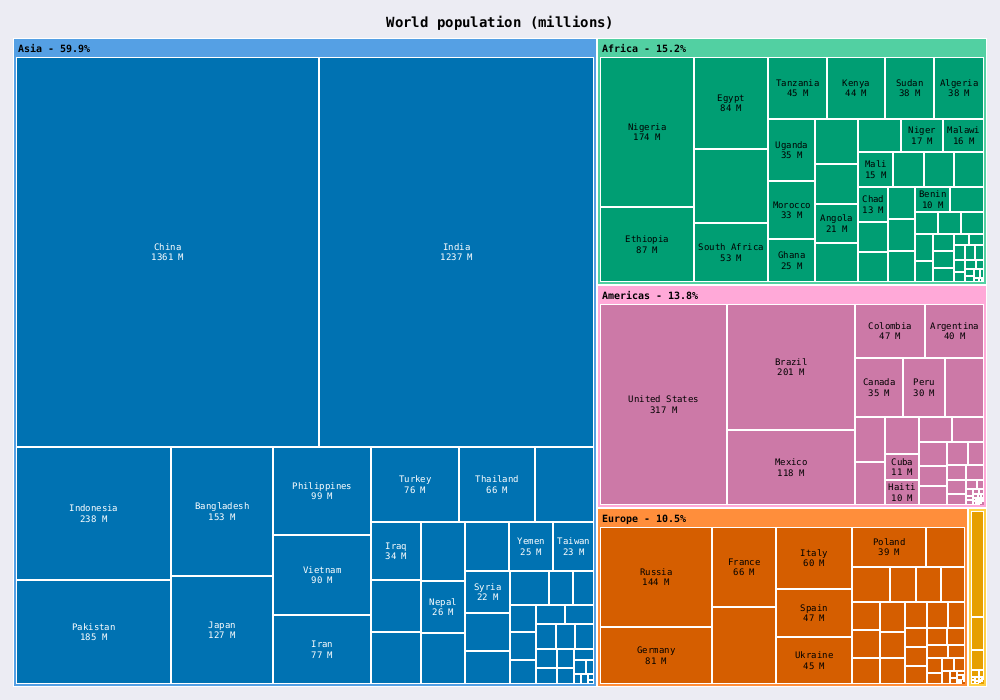 World population (millions)
Asia - 59.9%
China
1361 M
India
1237 M
Indonesia
238 M
Pakistan
185 M
Bangladesh
153 M
Japan
127 M
Philippines
99 M
Vietnam
90 M
Iran
77 M
Turkey
76 M
Thailand
66 M
Iraq
34 M
Yemen
25 M
Taiwan
23 M
Nepal
26 M
Syria
22 M
Africa - 15.2%
Nigeria
174 M
Ethiopia
87 M
Egypt
84 M
South Africa
53 M
Tanzania
45 M
Kenya
44 M
Sudan
38 M
Algeria
38 M
Uganda
35 M
Morocco
33 M
Ghana
25 M
Angola
21 M
Niger
17 M
Malawi
16 M
Mali
15 M
Chad
13 M
Benin
10 M
Americas - 13.8%
United States
317 M
Brazil
201 M
Mexico
118 M
Colombia
47 M
Argentina
40 M
Canada
35 M
Peru
30 M
Cuba
11 M
Haiti
10 M
Europe - 10.5%
Russia
144 M
Germany
81 M
France
66 M
Italy
60 M
Spain
47 M
Ukraine
45 M
Poland
39 M